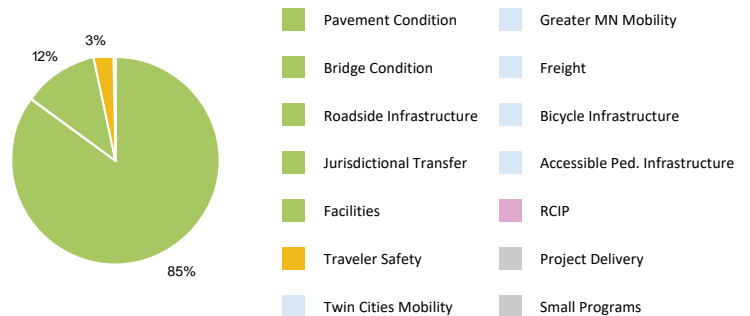 3%
12%
85%
Pavement Condition
Bridge Condition
Roadside Infrastructure
Jurisdictional Transfer
Facilities
Traveler Safety
Twin Cities Mobility
Greater MN Mobility
Freight
Bicycle Infrastructure
Accessible Ped. Infrastructure
RCIP
Project Delivery
Small Programs